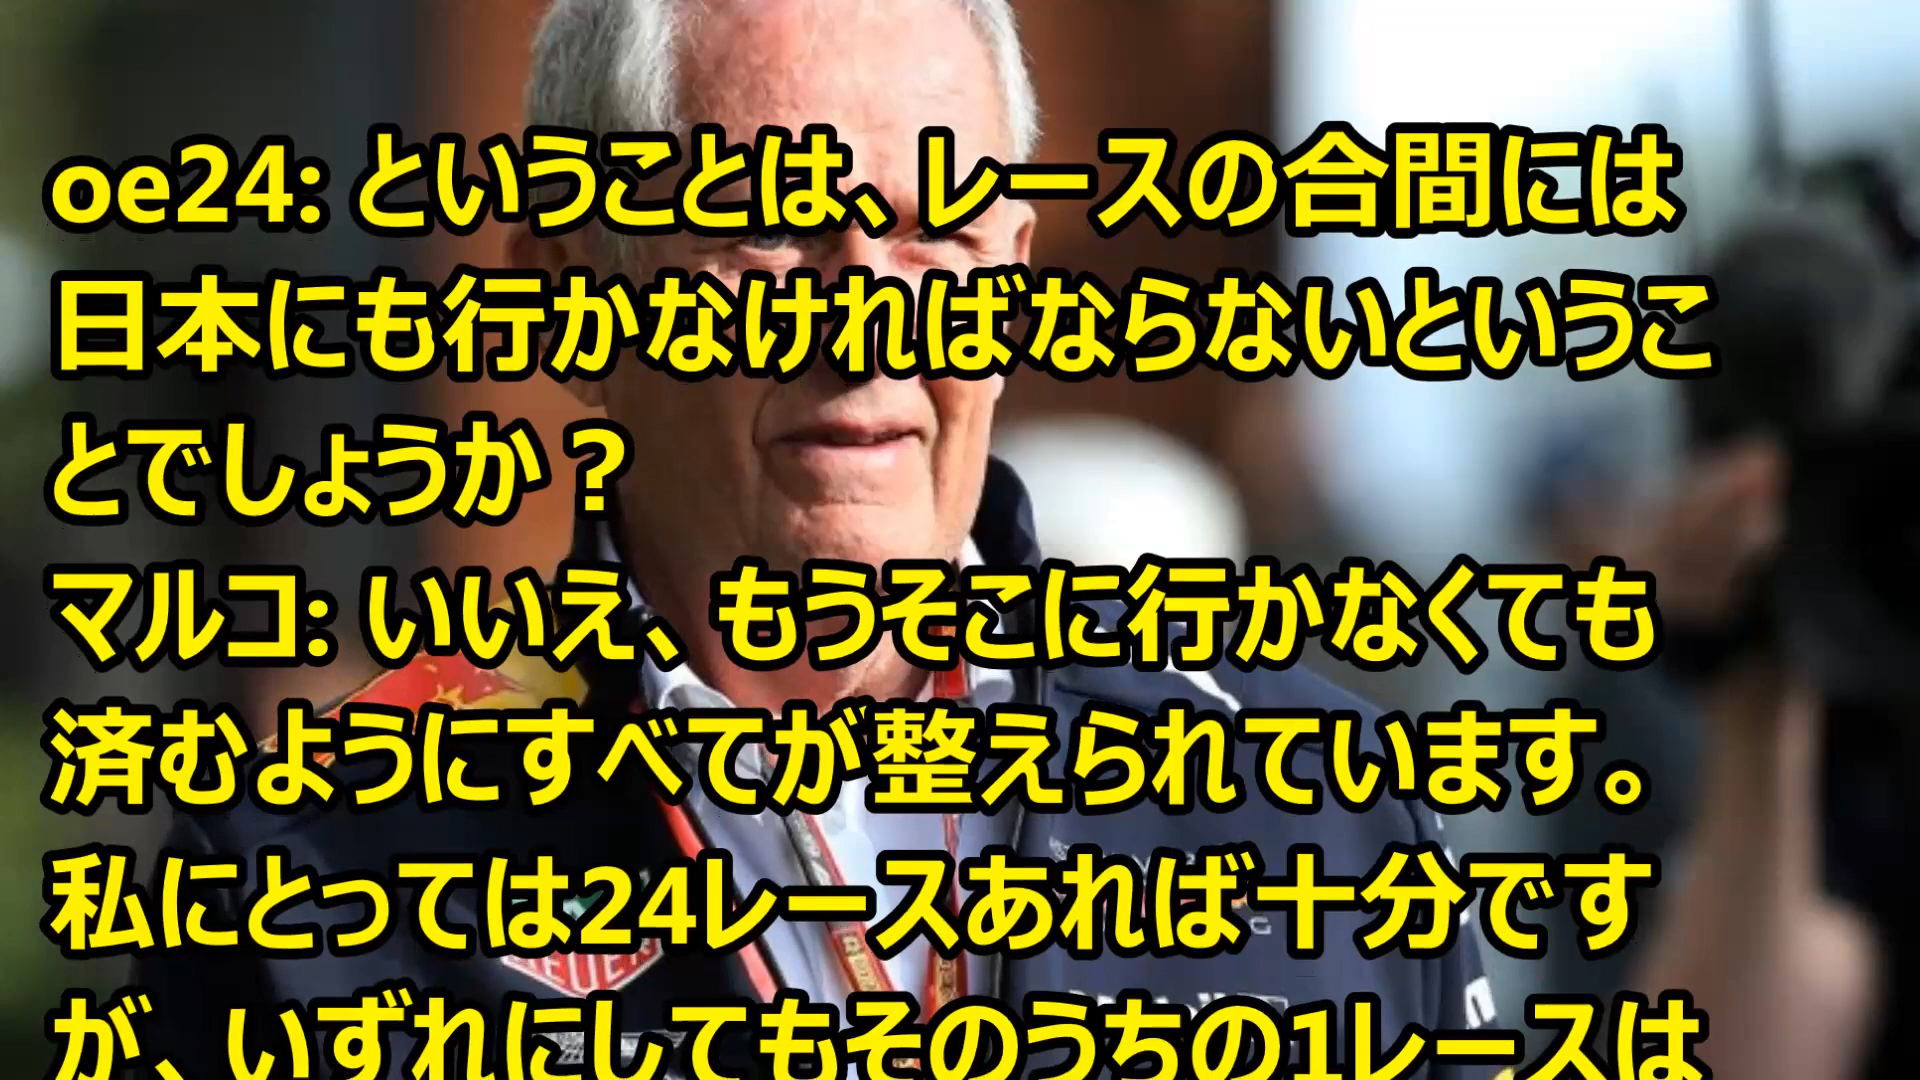 oe24: ということは、レースの合間には
日本にも行かなければならないというこ
とでしょうか？
マルコ: いいえ、もうそこに行かなくても
済むようにすべてが整えられています。
私にとっては24レースあれば十分です
が、いずれにしてもそのうちの1レースは